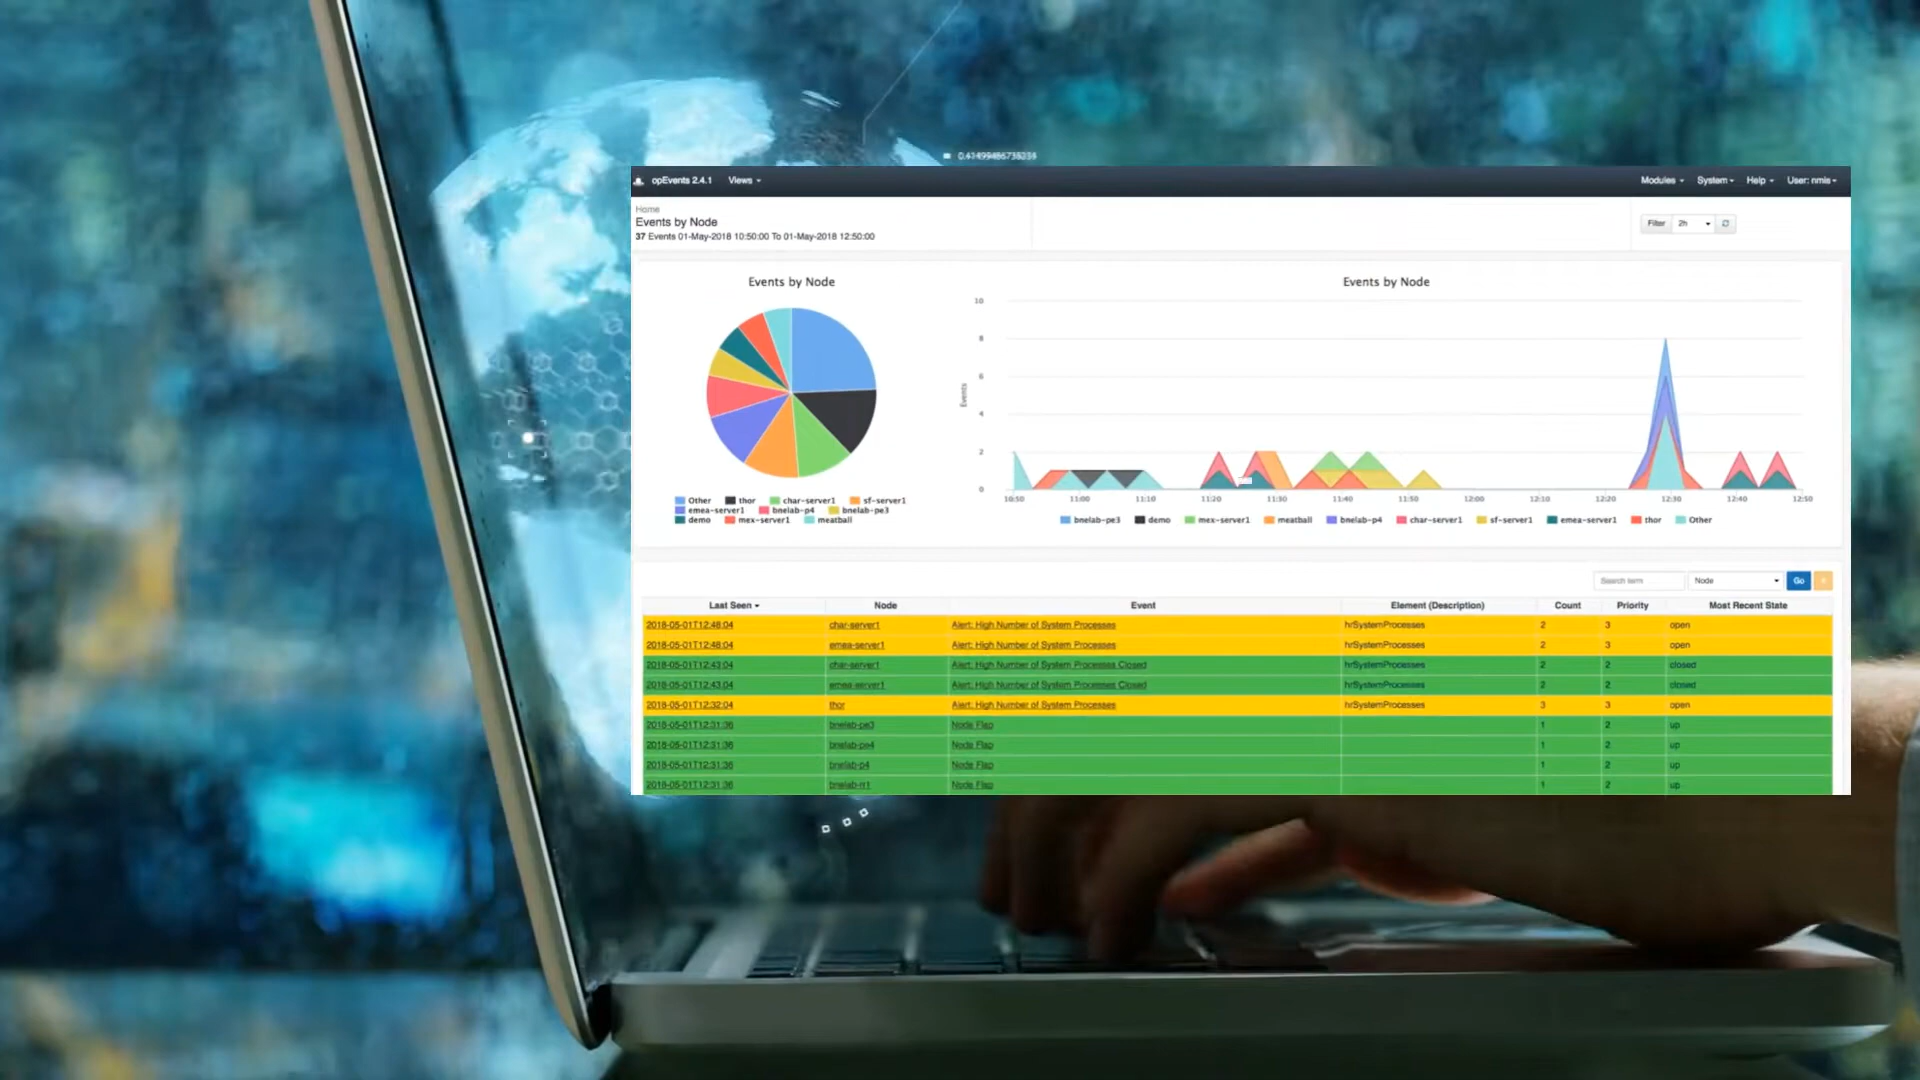 0.61499486738238
opEvents 2.4.1 Views Modules System Help User: nmis
Home
Events by Node
37 Events 01-May-2018 10:50:00 To 01-May-2018 12:50:00
Filter 2h
Events by Node
Events by Node
10
8
6
4
2
0
Events
10:50 11:00 11:10 11:20 11:30 11:40 11:50 12:00 12:10 12:20 12:30 12:40 12:50
Other thor char-server1 sf-server1
emea-server1 bnelab-p4 bnelab-pe3
demo mex-server1 meatball
bnelab-pe3 demo mex-server1 meatball bnelab-p4 char-server1 sf-server1 emea-server1 thor Other
Search term Node Go
Last Seen Node Event Element (Description) Count Priority Most Recent State
2018-05-01T12:48:04 char-server1 Alert: High Number of System Processes hrSystemProcesses 2 3 open
2018-05-01T12:48:04 emea-server1 Alert: High Number of System Processes hrSystemProcesses 2 3 open
2018-05-01T12:43:04 char-server1 Alert: High Number of System Processes Closed hrSystemProcesses 2 2 closed
2018-05-01T12:43:04 emea-server1 Alert: High Number of System Processes Closed hrSystemProcesses 2 2 closed
2018-05-01T12:32:04 thor Alert: High Number of System Processes hrSystemProcesses 3 3 open
2018-05-01T12:31:36 bnelab-pe3 Node Flap 1 2 up
2018-05-01T12:31:36 bnelab-pe4 Node Flap 1 2 up
2018-05-01T12:31:36 bnelab-p4 Node Flap 1 2 up
2018-05-01T12:31:36 bnelab-rr1 Node Flap 1 2 up